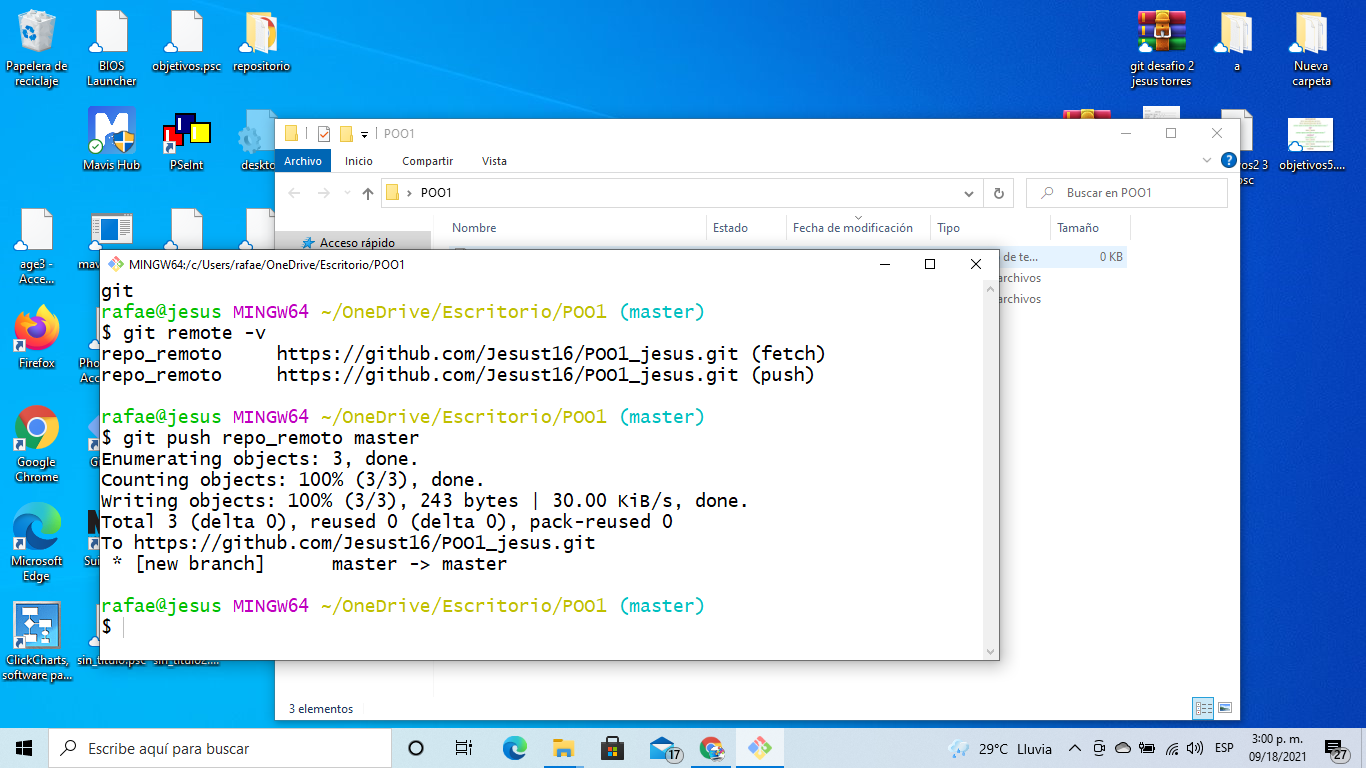 Papelera de
reciclaje
BIOS
Launcher
objetivos.psc
repositorio
git desafio 2
jesus torres
a
Nueva
carpeta
Mavis Hub
PSeInt
objetivos5....
POO1
Archivo
Inicio
Compartir
Vista
?
POO1
Buscar en POO1
Nombre
Estado
Fecha de modificación
Tipo
Tamaño
Acceso rápido
de te...
0 KB
archivos
archivos
age3 -
Acce...
Firefox
Google
Chrome
Microsoft
Edge
ClickCharts,
software pa...
sin_titulo.psc
sin_titulo2....
MINGW64:/c/Users/rafae/OneDrive/Escritorio/POO1
git
rafae@jesus MINGW64 ~/OneDrive/Escritorio/POO1 (master)
$ git remote -v
repo_remoto     https://github.com/Jesust16/POO1_jesus.git (fetch)
repo_remoto     https://github.com/Jesust16/POO1_jesus.git (push)
rafae@jesus MINGW64 ~/OneDrive/Escritorio/POO1 (master)
$ git push repo_remoto master
Enumerating objects: 3, done.
Counting objects: 100% (3/3), done.
Writing objects: 100% (3/3), 243 bytes | 30.00 KiB/s, done.
Total 3 (delta 0), reused 0 (delta 0), pack-reused 0
To https://github.com/Jesust16/POO1_jesus.git
 * [new branch]      master -> master
rafae@jesus MINGW64 ~/OneDrive/Escritorio/POO1 (master)
$
3 elementos
Escribe aquí para buscar
17
29°C Lluvia
ESP
3:00 p. m.
09/18/2021
27